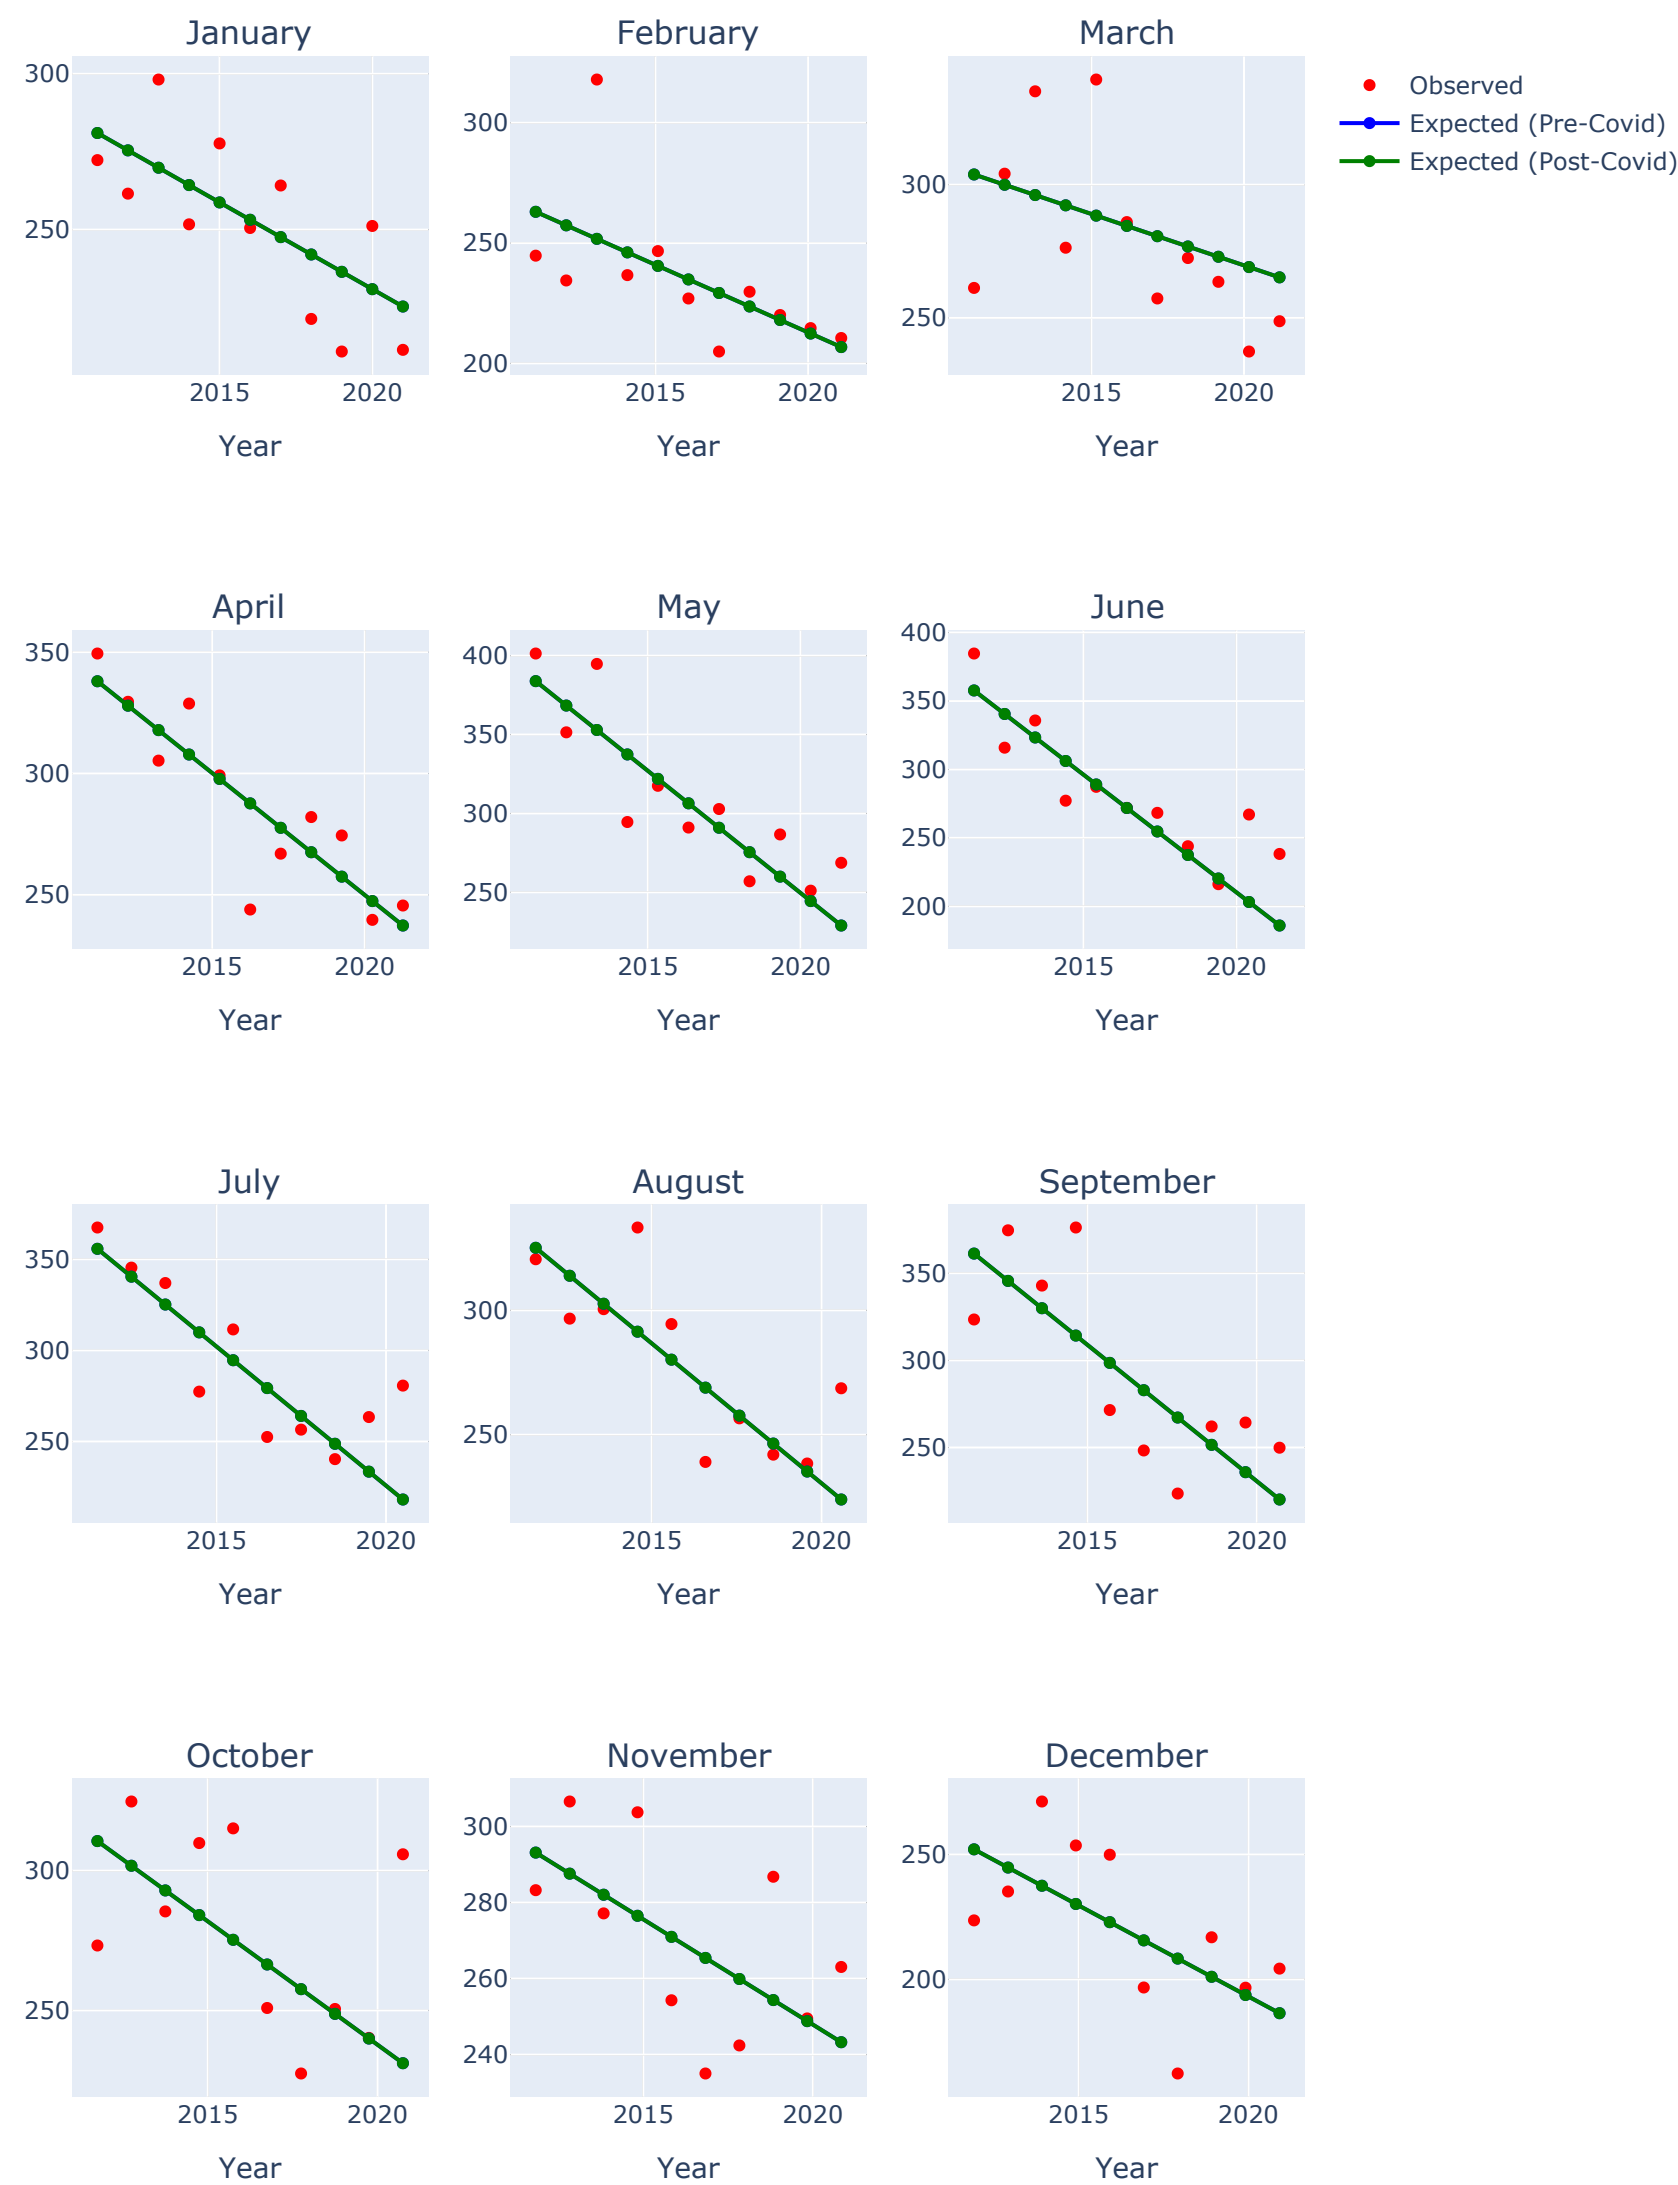 January
February
March
300
250
2015
2020
Year
300
250
200
2015
2020
Year
300
250
2015
2020
Year
Observed
Expected (Pre-Covid)
Expected (Post-Covid)
April
May
June
350
300
250
2015
2020
Year
400
350
300
250
2015
2020
Year
400
350
300
250
200
2015
2020
Year
July
August
September
350
300
250
2015
2020
Year
300
250
2015
2020
Year
350
300
250
2015
2020
Year
October
November
December
300
250
2015
2020
Year
300
280
260
240
2015
2020
Year
250
200
2015
2020
Year